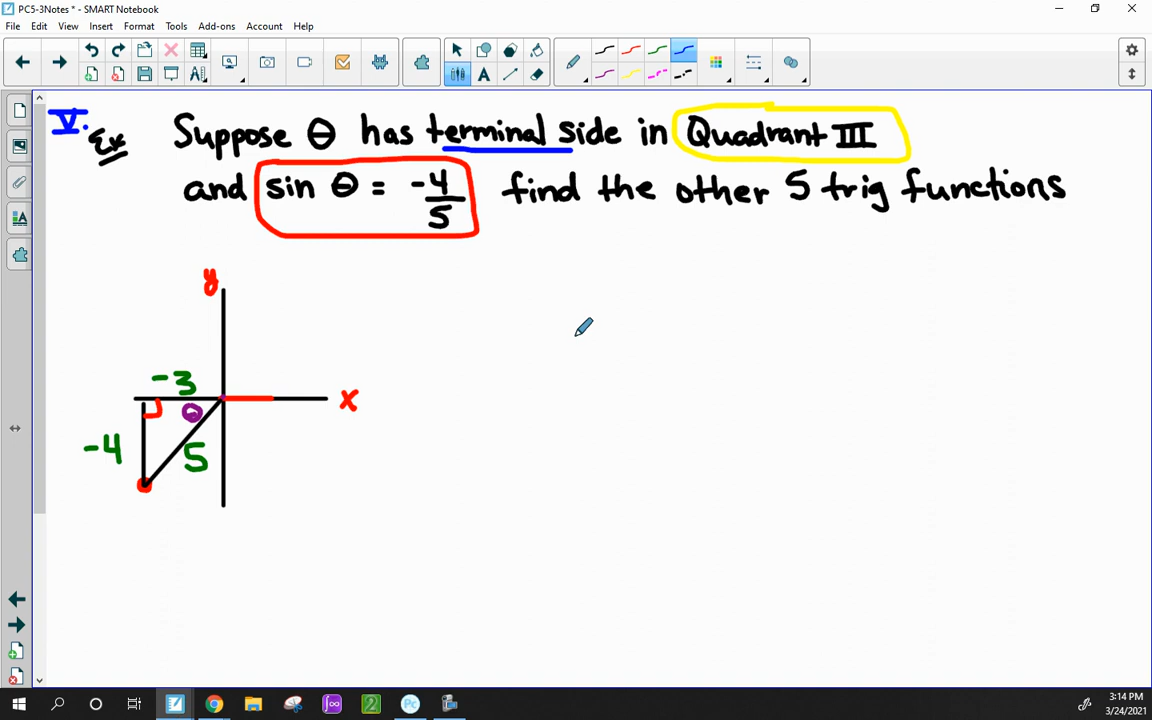 PC5-3Notes * - SMART Notebook
File Edit View Insert Format Tools Add-ons Account Help
V. Ex Suppose θ has terminal side in Quadrant III
and sin θ = -4/5 find the other 5 trig functions
y
-3
x
θ
-4
5
3:14 PM
3/24/2021